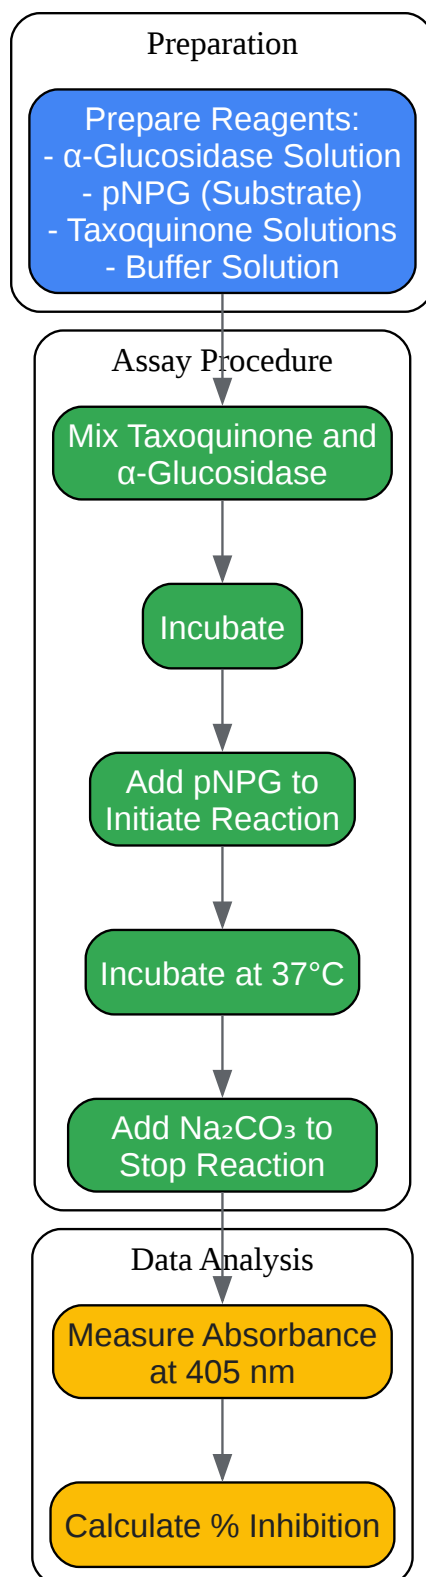 Preparation
Prepare Reagents:
- α-Glucosidase Solution
- pNPG (Substrate)
- Taxoquinone Solutions
- Buffer Solution
Assay Procedure
Mix Taxoquinone and
α-Glucosidase
Incubate
Add pNPG to
Initiate Reaction
Incubate at 37°C
Add Na₂CO₃ to
Stop Reaction
Data Analysis
Measure Absorbance
at 405 nm
Calculate % Inhibition